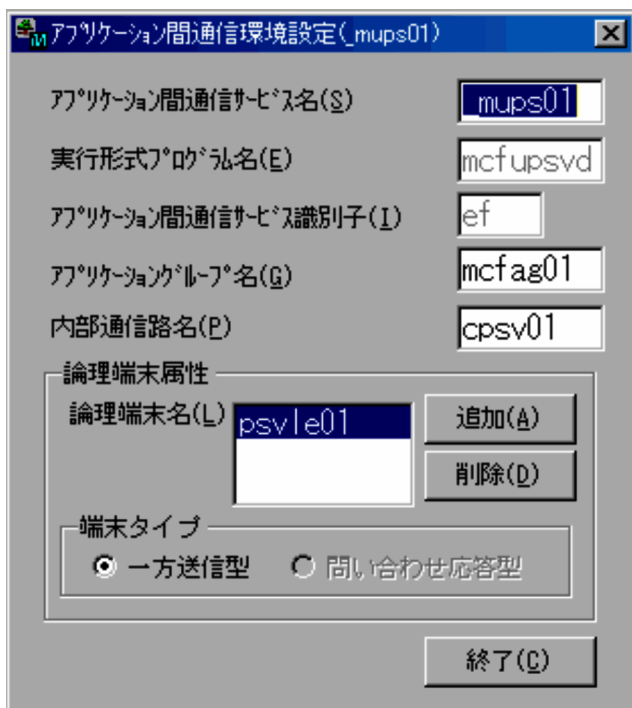 アプリケーション間通信環境設定(_mups01)
アプリケーション間通信サービス名(S) _mups01
実行形式プログラム名(E) mcfupsvd
アプリケーション間通信サービス識別子(I) ef
アプリケーショングループ名(G) mcfag01
内部通信路名(P) cpsv01
論理端末属性
論理端末名(L) psvle01 追加(A)
削除(D)
端末タイプ
一方送信型 問い合わせ応答型
終了(C)